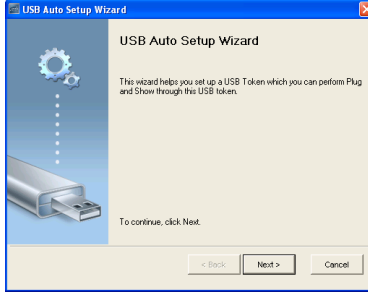 USB Auto Setup Wizard
USB Auto Setup Wizard
This wizard helps you set up a USB Token which you can perform Plug
and Show through this USB token.
To continue, click Next.
< Back
Next >
Cancel